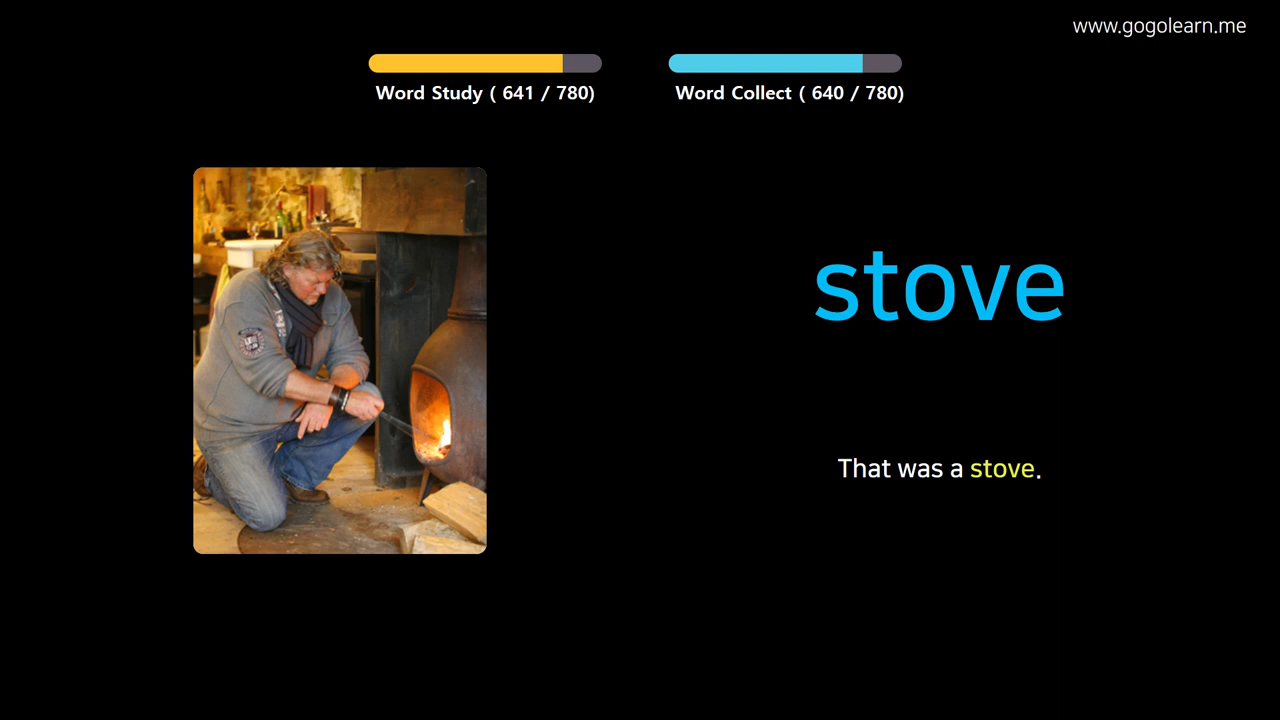 www.gogolearn.me
Word Study ( 641 / 780)
Word Collect ( 640 / 780)
stove
That was a stove.